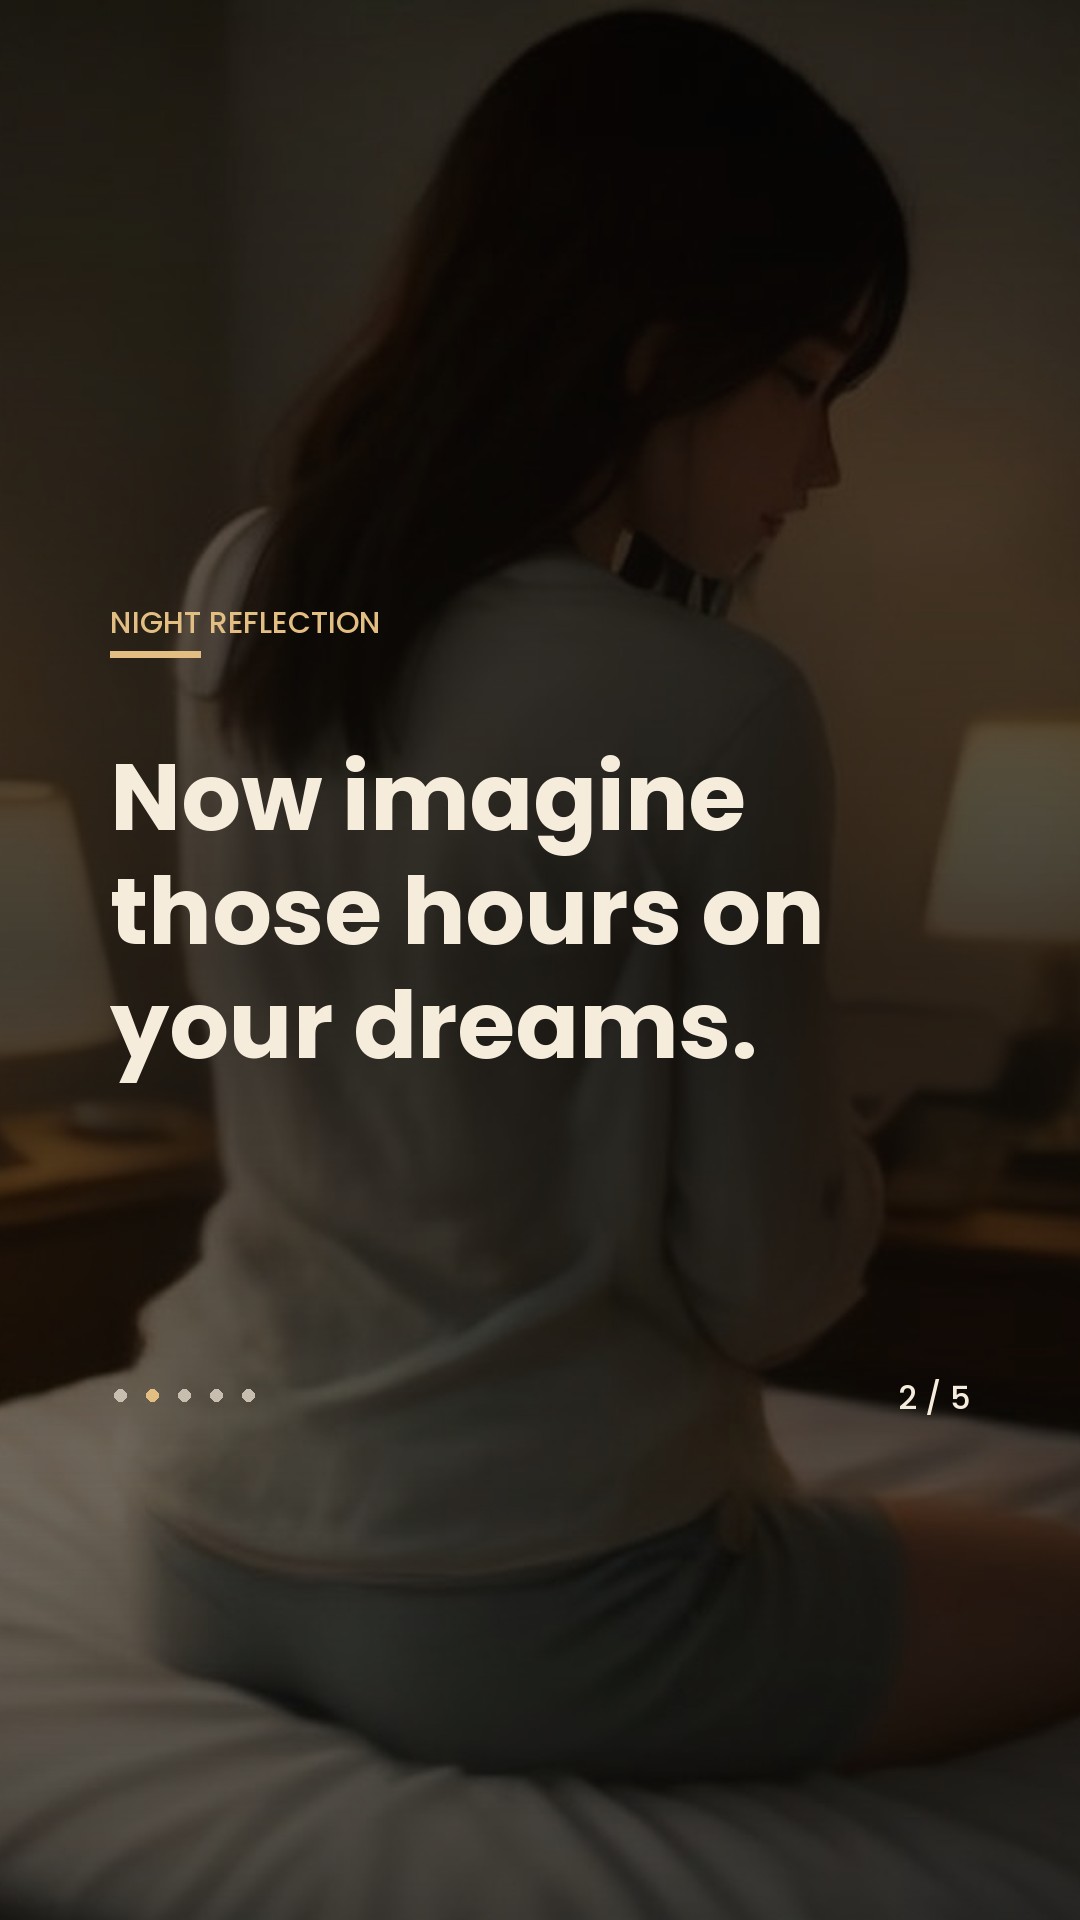 NIGHT REFLECTION
Now imagine
those hours on
your dreams.
2 / 5